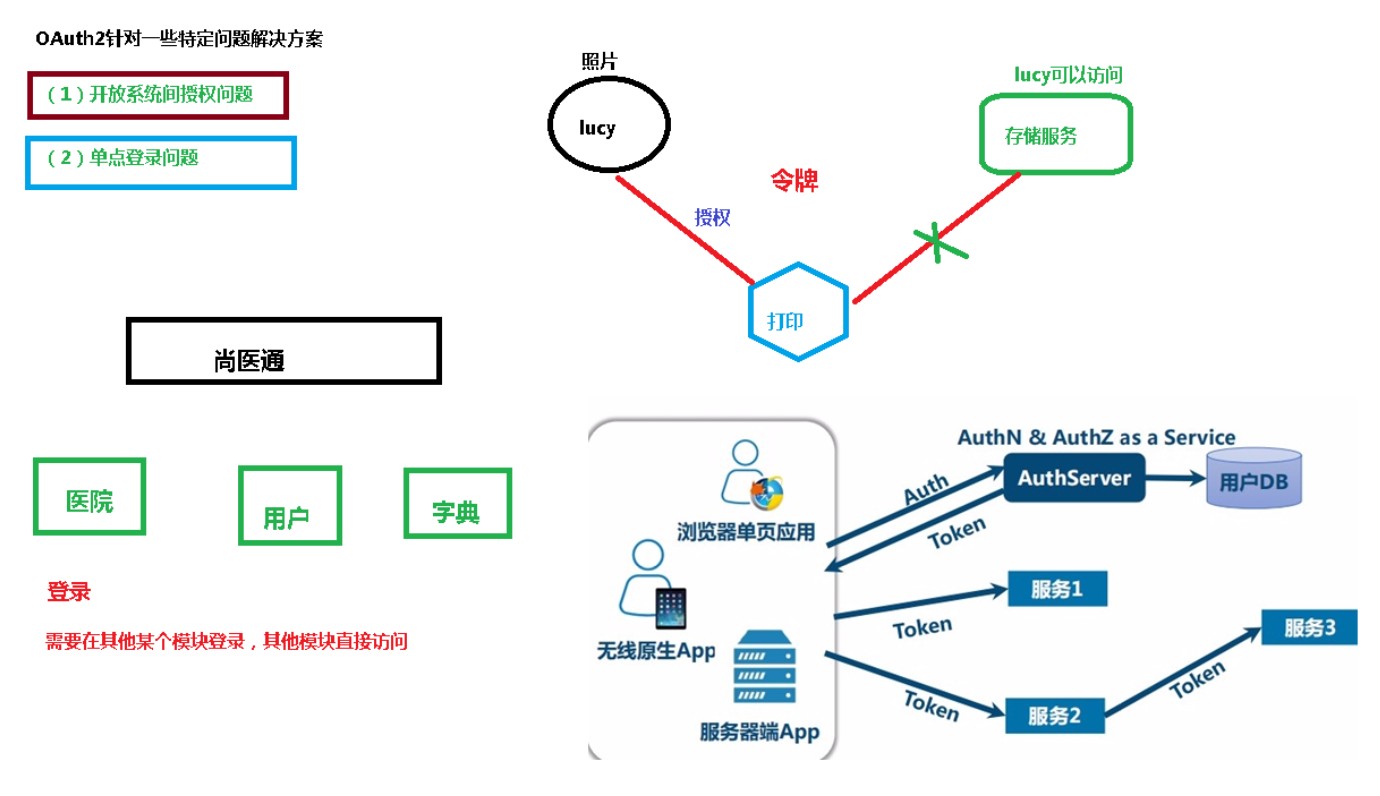 OAuth2针对一些特定问题解决方案
（1）开放系统间授权问题
（2）单点登录问题
照片
lucy
lucy可以访问
存储服务
令牌
授权
打印
尚医通
医院
用户
字典
登录
需要在其他某个模块登录，其他模块直接访问
AuthN & AuthZ as a Service
AuthServer
用户DB
Auth
Token
浏览器单页应用
无线原生App
服务器端App
Token
服务1
Token
服务2
Token
服务3